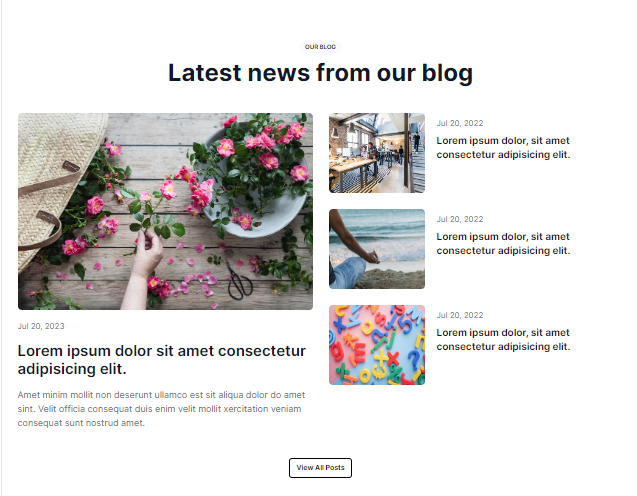 OUR BLOG
Latest news from our blog
Jul 20, 2023
Lorem ipsum dolor sit amet consectetur
adipisicing elit.
Amet minim mollit non deserunt ullamco est sit aliqua dolor do amet
sint. Velit officia consequat duis enim velit mollit xercitation veniam
consequat sunt nostrud amet.
Jul 20, 2022
Lorem ipsum dolor, sit amet
consectetur adipisicing elit.
Jul 20, 2022
Lorem ipsum dolor, sit amet
consectetur adipisicing elit.
Jul 20, 2022
Lorem ipsum dolor, sit amet
consectetur adipisicing elit.
View All Posts